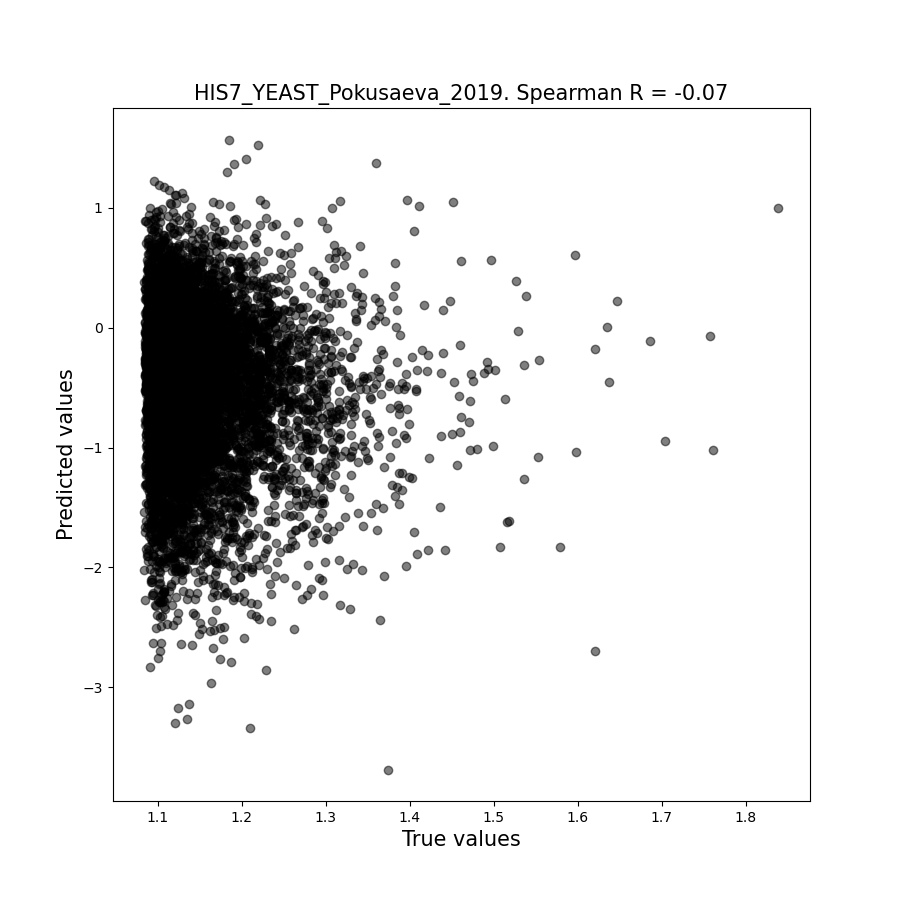 HIS7_YEAST_Pokusaeva_2019. Spearman R = -0.07
Predicted values
1
0
−1
−2
−3
1.1 1.2 1.3 1.4 1.5 1.6 1.7 1.8
True values